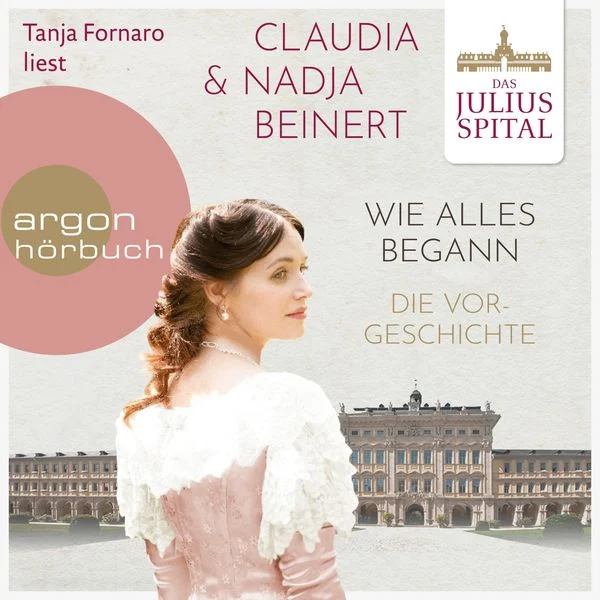 Tanja Fornaro
liest
CLAUDIA
& NADJA
BEINERT
DAS
JULIUS
SPITAL
argon
hörbuch
WIE ALLES
BEGANN
DIE VOR-
GESCHICHTE